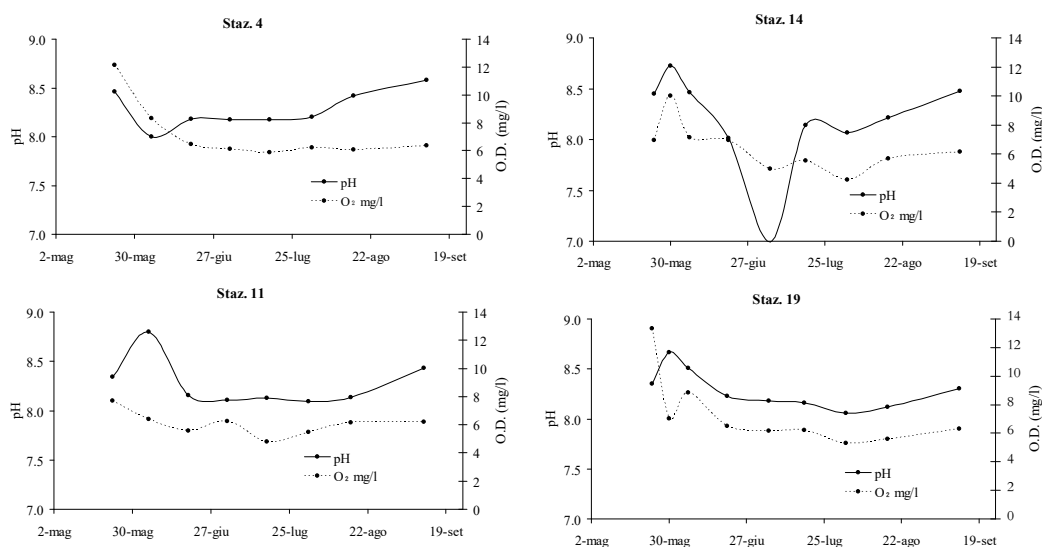 Staz. 4
9.0
8.5
8.0
7.5
7.0
pH
14
12
10
8
6
4
2
0
O.D. (mg/l)
pH
O₂ mg/l
2-mag
30-mag
27-giu
25-lug
22-ago
19-set
Staz. 14
9.0
8.5
8.0
7.5
7.0
pH
14
12
10
8
6
4
2
0
O.D. (mg/l)
pH
O₂ mg/l
2-mag
30-mag
27-giu
25-lug
22-ago
19-set
Staz. 11
9.0
8.5
8.0
7.5
7.0
pH
14
12
10
8
6
4
2
0
O.D. (mg/l)
pH
O₂ mg/l
2-mag
30-mag
27-giu
25-lug
22-ago
19-set
Staz. 19
9.0
8.5
8.0
7.5
7.0
pH
14
12
10
8
6
4
2
0
O.D. (mg/l)
pH
O₂ mg/l
2-mag
30-mag
27-giu
25-lug
22-ago
19-set